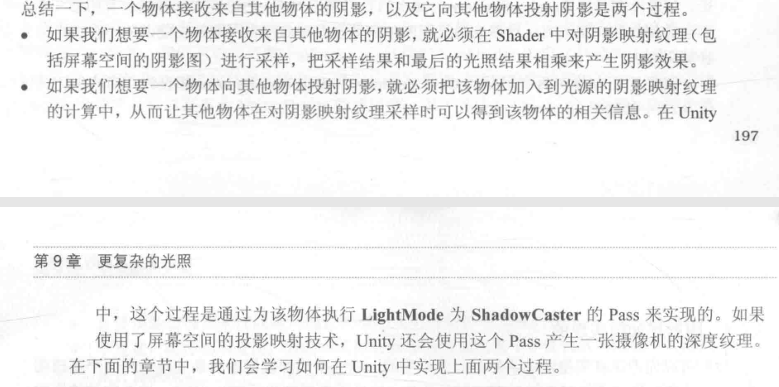 总结一下，一个物体接收来自其他物体的阴影，以及它向其他物体投射阴影是两个过程。
• 如果我们想要一个物体接收来自其他物体的阴影，就必须在 Shader 中对阴影映射纹理（包
括屏幕空间的阴影图）进行采样，把采样结果和最后的光照结果相乘来产生阴影效果。
• 如果我们想要一个物体向其他物体投射阴影，就必须把该物体加入到光源的阴影映射纹理
的计算中，从而让其他物体在对阴影映射纹理采样时可以得到该物体的相关信息。在 Unity
197
第 9 章 更复杂的光照
中，这个过程是通过为该物体执行 LightMode 为 ShadowCaster 的 Pass 来实现的。如果
使用了屏幕空间的投影映射技术，Unity 还会使用这个 Pass 产生一张摄像机的深度纹理。
在下面的章节中，我们会学习如何在 Unity 中实现上面两个过程。